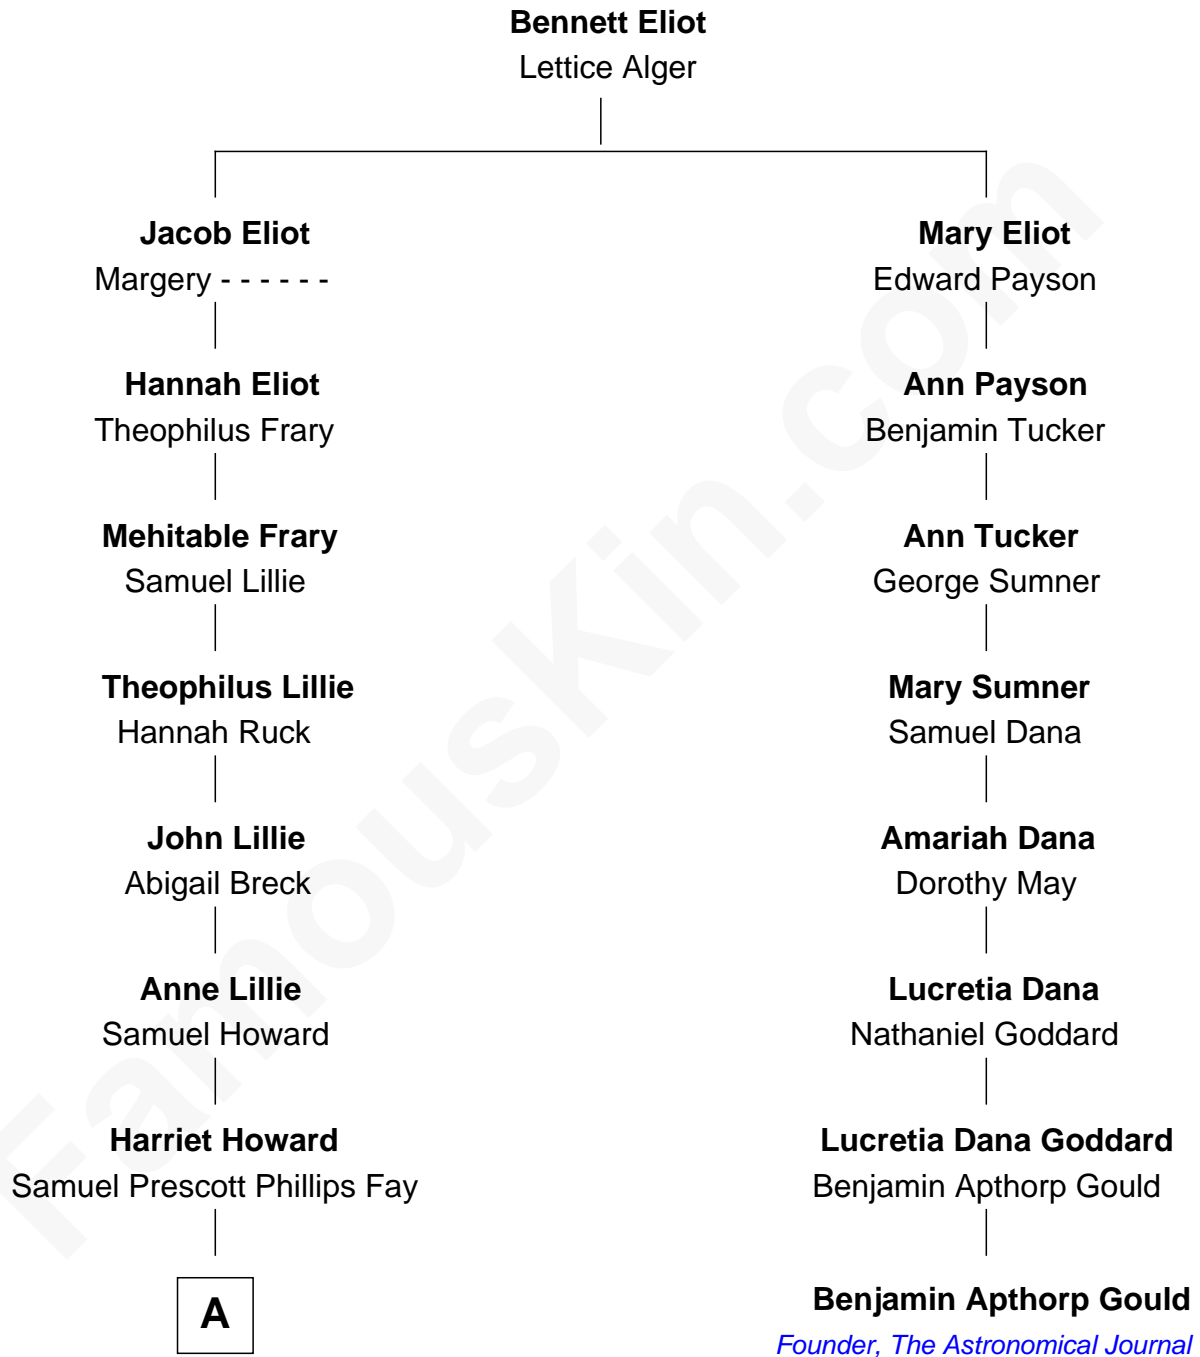 Bennett Eliot
Lettice Alger
Jacob Eliot
Margery - - - - - -
Mary Eliot
Edward Payson
Hannah Eliot
Theophilus Frary
Ann Payson
Benjamin Tucker
Mehitable Frary
Samuel Lillie
Ann Tucker
George Sumner
Theophilus Lillie
Hannah Ruck
Mary Sumner
Samuel Dana
John Lillie
Abigail Breck
Amariah Dana
Dorothy May
Anne Lillie
Samuel Howard
Lucretia Dana
Nathaniel Goddard
Harriet Howard
Samuel Prescott Phillips Fay
Lucretia Dana Goddard
Benjamin Apthorp Gould
A
Benjamin Apthorp Gould
Founder, The Astronomical Journal
FamousKin.com